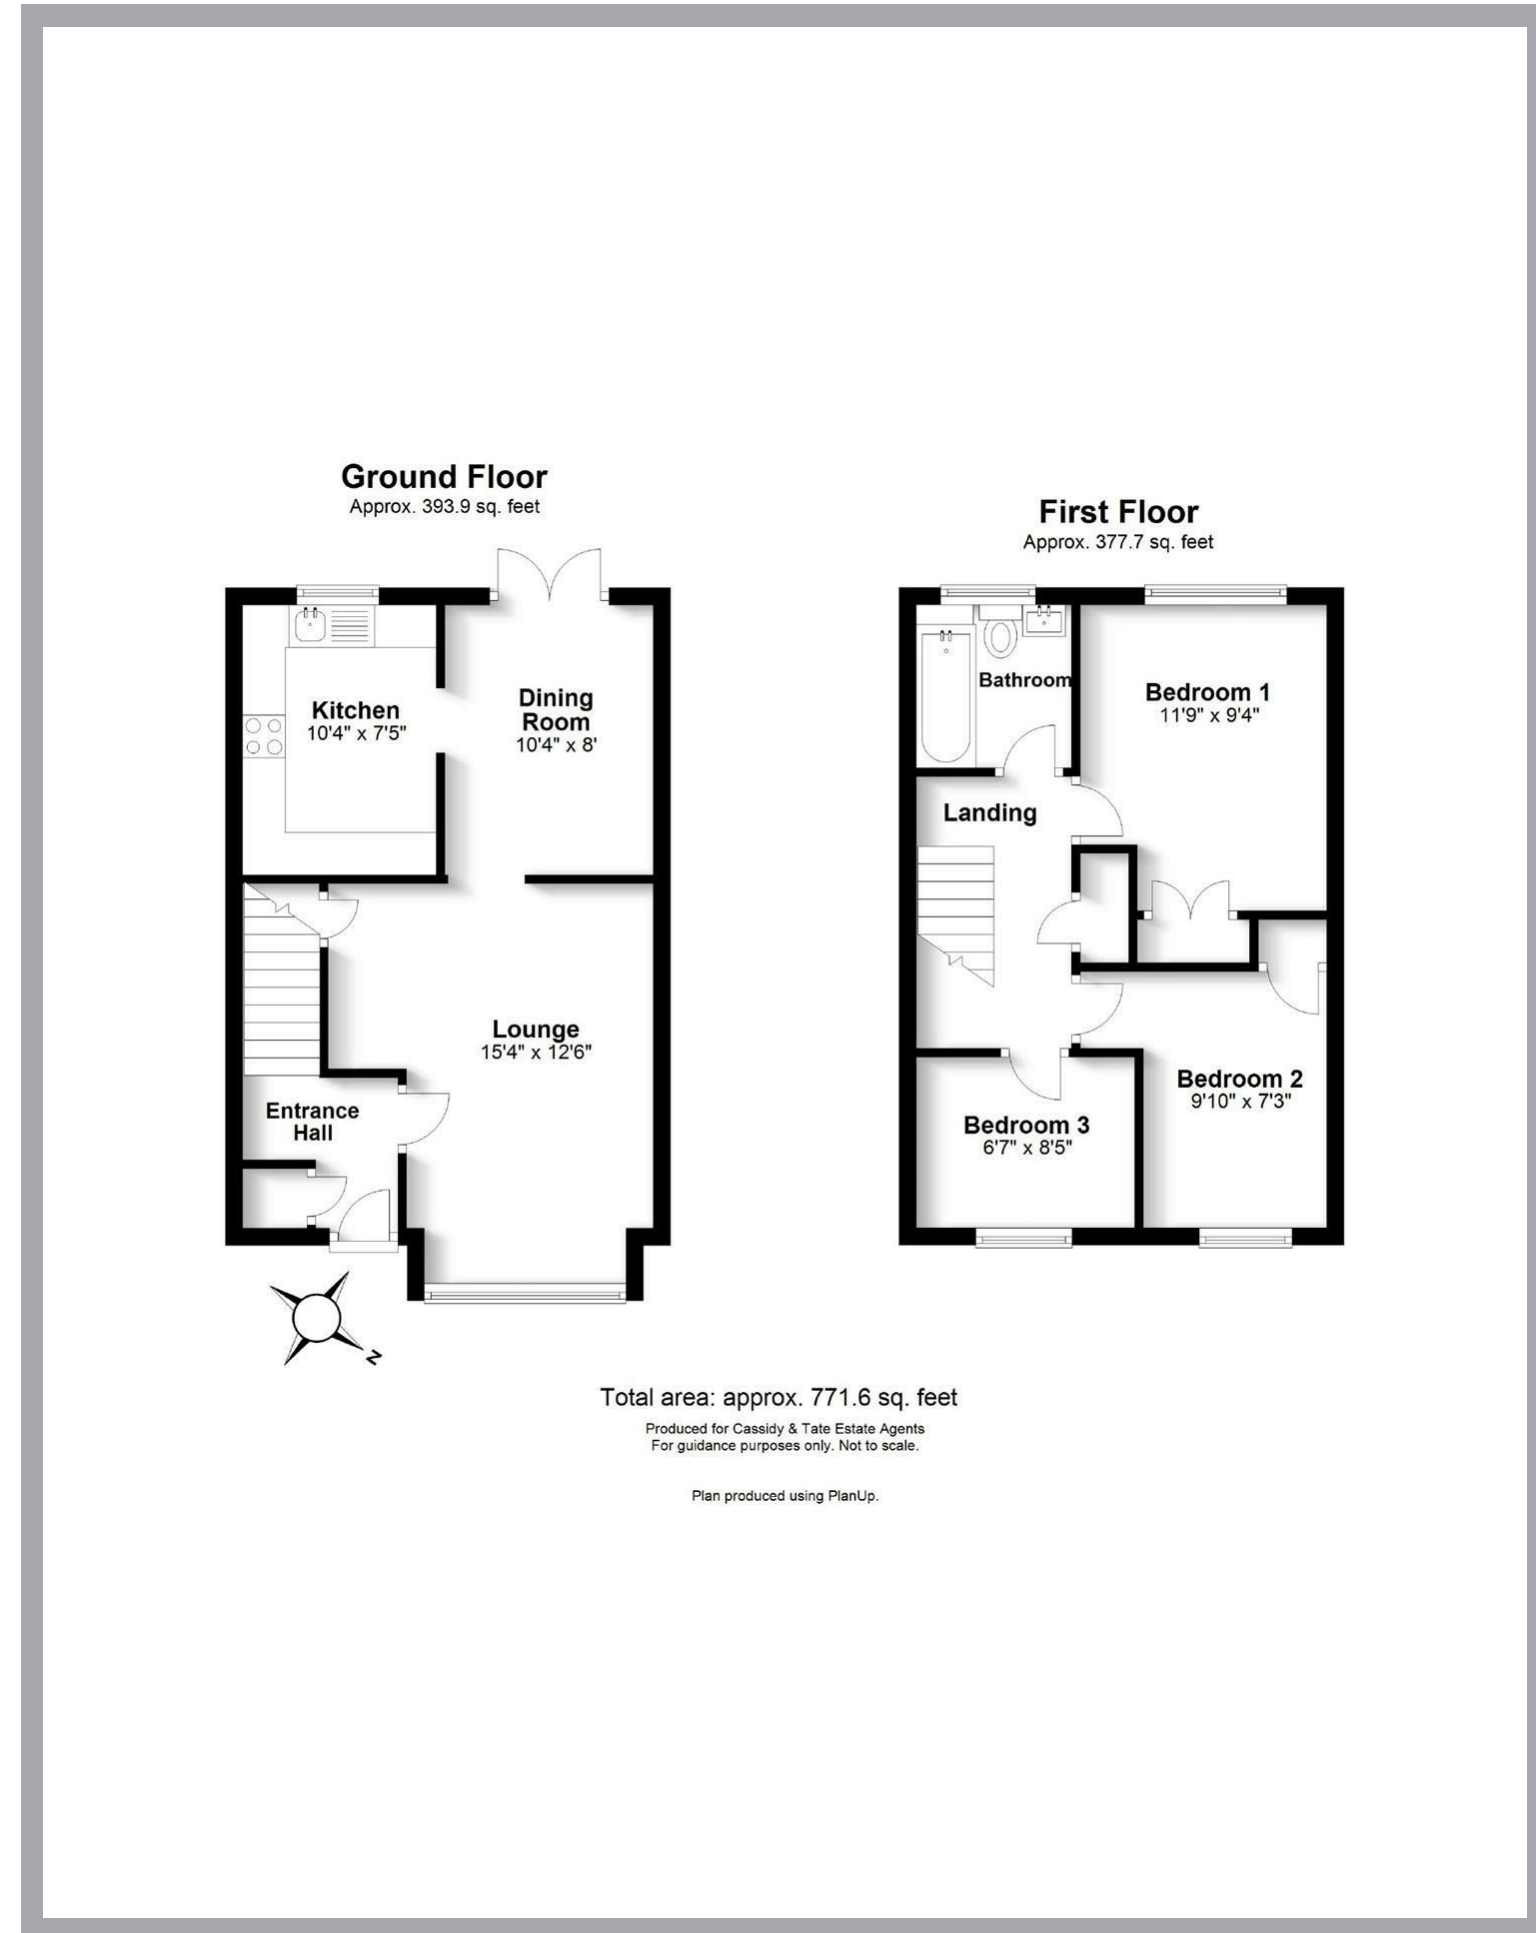 Ground Floor
Approx. 393.9 sq. feet
Kitchen
10'4" x 7'5"
Dining
Room
10'4" x 8'
Lounge
15'4" x 12'6"
Entrance
Hall
N
First Floor
Approx. 377.7 sq. feet
Bathroom
Bedroom 1
11'9" x 9'4"
Landing
Bedroom 2
9'10" x 7'3"
Bedroom 3
6'7" x 8'5"
Total area: approx. 771.6 sq. feet
Produced for Cassidy & Tate Estate Agents
For guidance purposes only. Not to scale.
Plan produced using PlanUp.